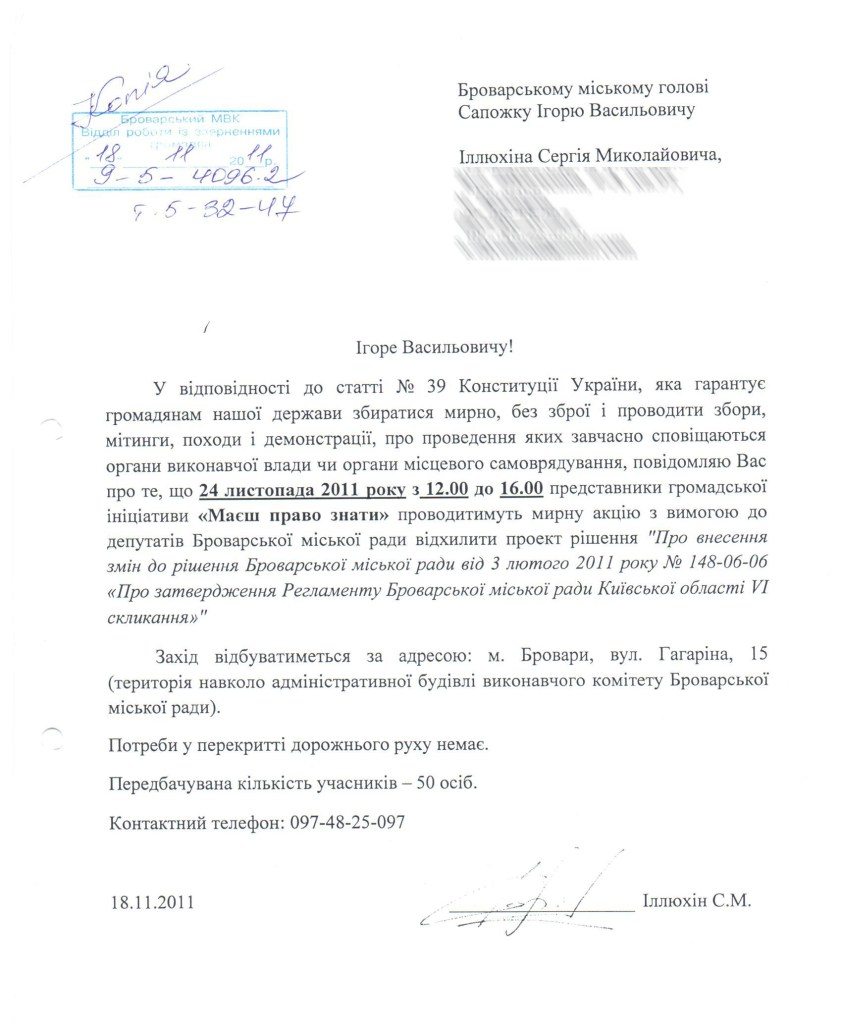 Копія
Броварський МВК
Відділ роботи із зверненнями
громадян
"18" 11 2011р.
9-5-4096.2
т. 5-32-47
Броварському міському голові
Сапожку Ігорю Васильовичу
Іллюхіна Сергія Миколайовича,
Ігоре Васильовичу!
У відповідності до статті № 39 Конституції України, яка гарантує
громадянам нашої держави збиратися мирно, без зброї і проводити збори,
мітинги, походи і демонстрації, про проведення яких завчасно сповіщаються
органи виконавчої влади чи органи місцевого самоврядування, повідомляю Вас
про те, що 24 листопада 2011 року з 12.00 до 16.00 представники громадської
ініціативи «Маєш право знати» проводитимуть мирну акцію з вимогою до
депутатів Броварської міської ради відхилити проект рішення "Про внесення
змін до рішення Броварської міської ради від 3 лютого 2011 року № 148-06-06
«Про затвердження Регламенту Броварської міської ради Київської області VI
скликання»"
Захід відбуватиметься за адресою: м. Бровари, вул. Гагаріна, 15
(територія навколо адміністративної будівлі виконавчого комітету Броварської
міської ради).
Потреби у перекритті дорожнього руху немає.
Передбачувана кількість учасників – 50 осіб.
Контактний телефон: 097-48-25-097
18.11.2011
Іллюхін С.М.